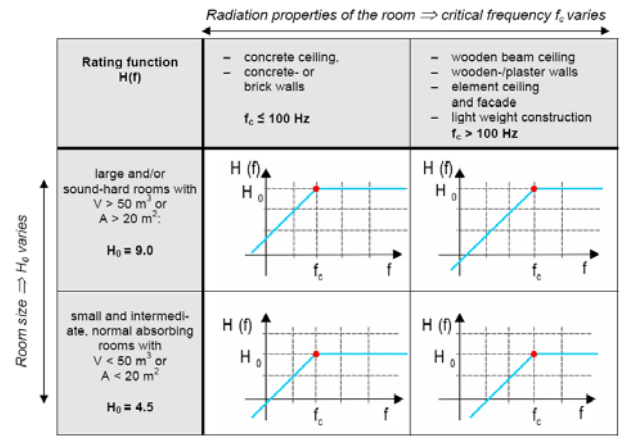 Radiation properties of the room ⇒ critical frequency fc varies
Rating function
H(f)
– concrete ceiling,
– concrete- or
brick walls
fc ≤ 100 Hz
– wooden beam ceiling
– wooden-/plaster walls
– element ceiling
and facade
– light weight construction
fc > 100 Hz
Room size ⇒ H0 varies
large and/or
sound-hard rooms with
V > 50 m³ or
A > 20 m²:
H0 = 9.0
H (f)
H0
fc
f
H (f)
H0
fc
f
small and intermedi-
ate, normal absorbing
rooms with
V < 50 m³ or
A < 20 m²
H0 = 4.5
H (f)
H0
fc
f
H (f)
H0
fc
f